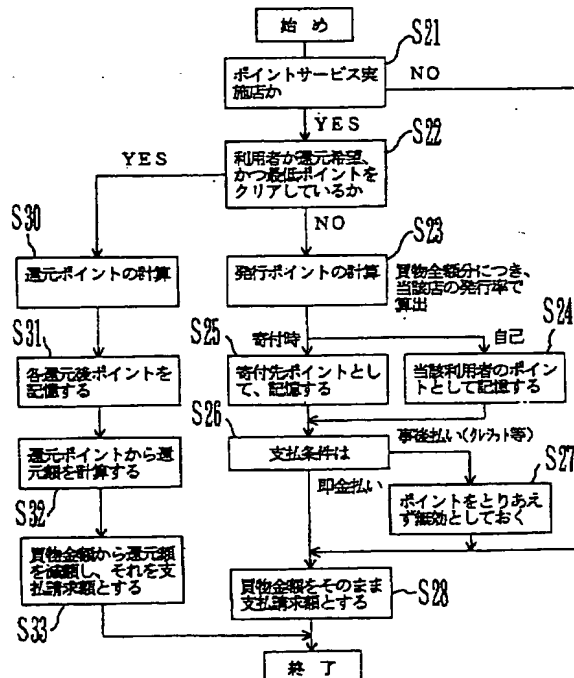 始 め
S21
ポイントサービス実
施店か
NO
YES
S22
利用者が還元希望、
かつ最低ポイントを
クリアしているか
YES
NO
S30
還元ポイントの計算
S23
発行ポイントの計算
買物全額分につき、
当該店の発行率で
算出
S31
各還元後ポイントを
記憶する
S25
寄付時
寄付先ポイントとし
て、記憶する
自己
S24
当該利用者のポイン
トとして記憶する
S26
支払条件は
事後払い(クレジット等)
即金払い
S27
ポイントをとりあえ
ず無効としておく
還元ポイントから還
元額を計算する
S32
買物金額から還元額
を減額し、それを支
払請求額とする
S33
買物金額をそのまま
支払請求額とする
S28
終 了